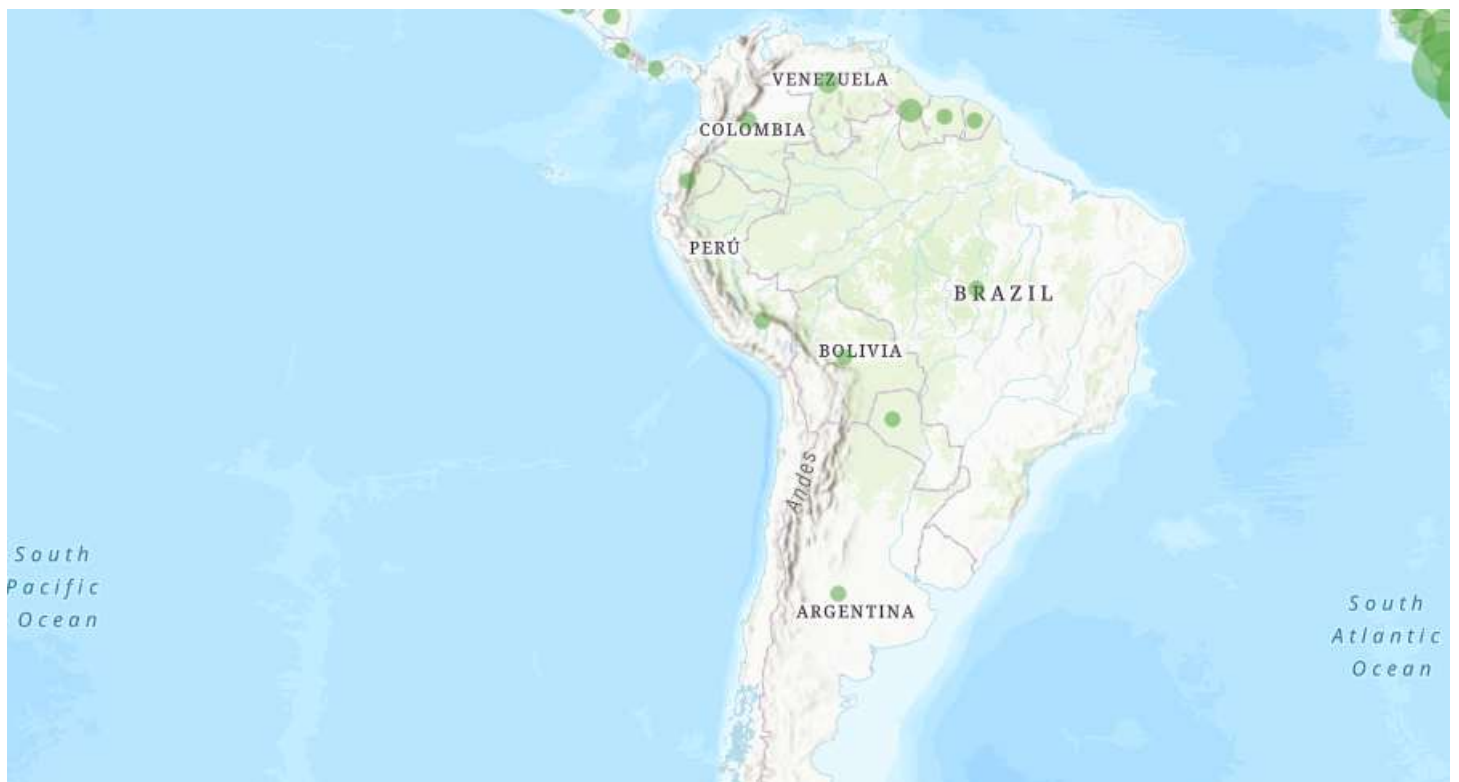 VENEZUELA
COLOMBIA
PERÚ
BRAZIL
BOLIVIA
Andes
South
Pacific
Ocean
ARGENTINA
South
Atlantic
Ocean